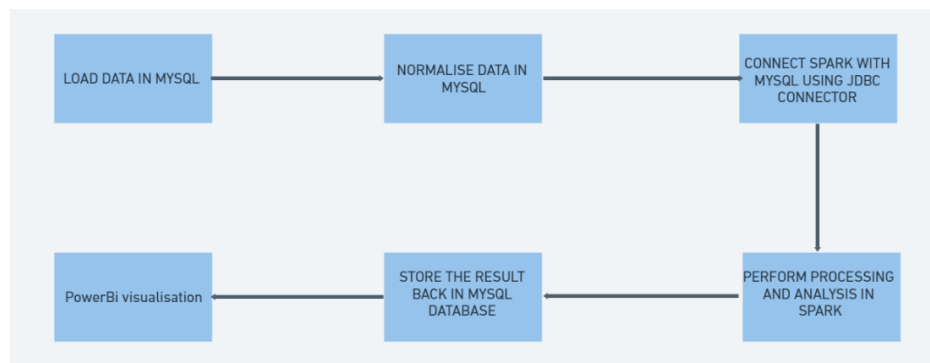 LOAD DATA IN MYSQL
NORMALISE DATA IN
MYSQL
CONNECT SPARK WITH
MYSQL USING JDBC
CONNECTOR
PERFORM PROCESSING
AND ANALYSIS IN
SPARK
STORE THE RESULT
BACK IN MYSQL
DATABASE
PowerBi visualisation